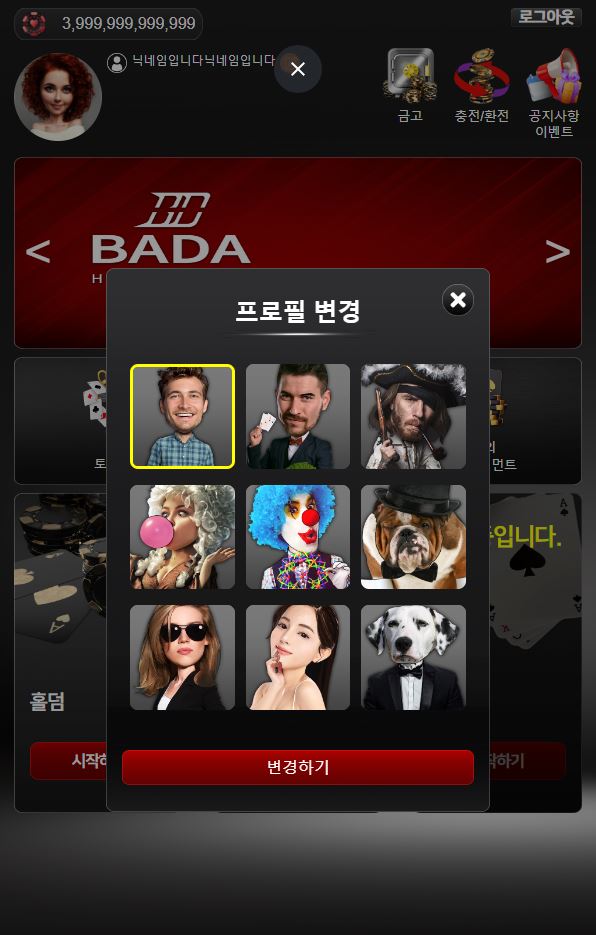 3,999,999,999,999
로그아웃
닉네임입니다닉네임입니다
금고
충전/환전
공지사항
이벤트
<
BADA
>
H
프로필 변경
토
먼트
입니다.
홀덤
시작하
하기
변경하기